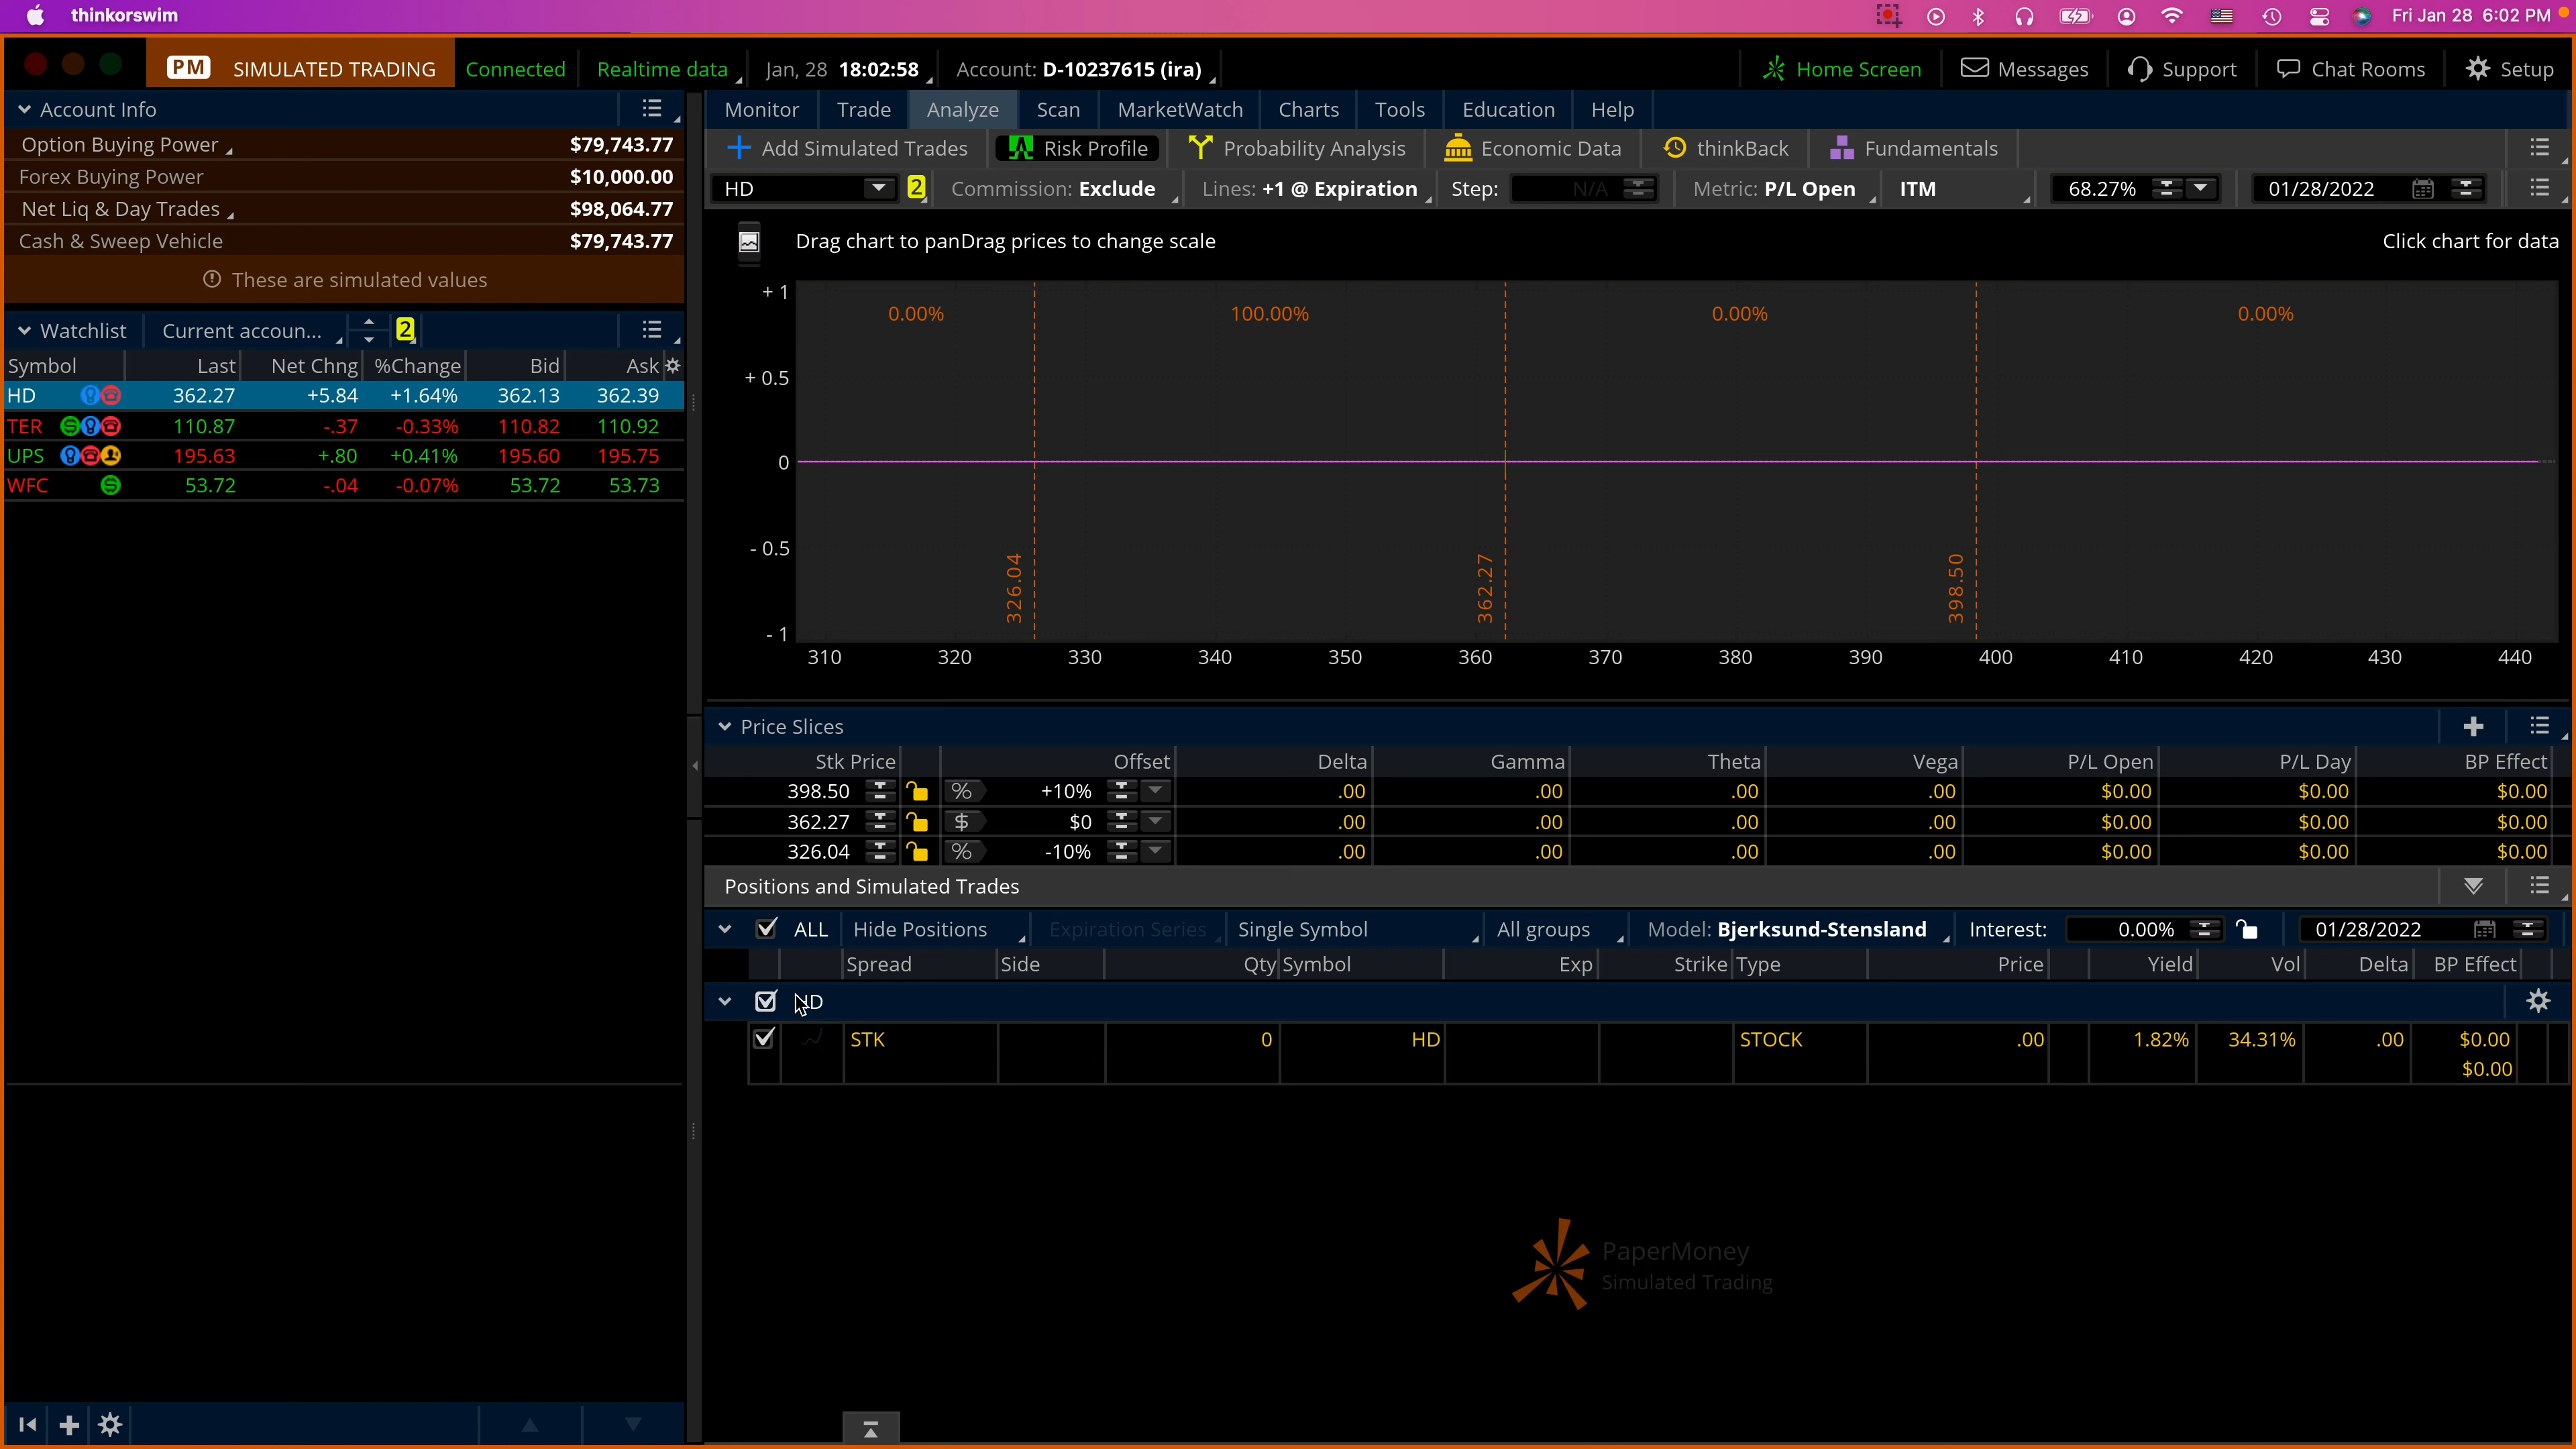 thinkorswim
Fri Jan 28 6:02 PM
PM SIMULATED TRADING Connected Realtime data Jan, 28 18:02:58 Account: D-10237615 (ira) Home Screen Messages Support Chat Rooms Setup
Account Info
Option Buying Power $79,743.77
Forex Buying Power $10,000.00
Net Liq & Day Trades $98,064.77
Cash & Sweep Vehicle $79,743.77
These are simulated values
Watchlist Current accoun... 2
Symbol Last Net Chng %Change Bid Ask
HD 362.27 +5.84 +1.64% 362.13 362.39
TER 110.87 -.37 -0.33% 110.82 110.92
UPS 195.63 +.80 +0.41% 195.60 195.75
WFC 53.72 -.04 -0.07% 53.72 53.73
Monitor Trade Analyze Scan MarketWatch Charts Tools Education Help
Add Simulated Trades Risk Profile Probability Analysis Economic Data thinkBack Fundamentals
HD 2 Commission: Exclude Lines: +1 @ Expiration Step: N/A Metric: P/L Open ITM 68.27% 01/28/2022
Drag chart to panDrag prices to change scale Click chart for data
+ 1
0.00% 100.00% 0.00% 0.00%
+ 0.5
0
- 0.5
326.04 362.27 398.50
- 1
310 320 330 340 350 360 370 380 390 400 410 420 430 440
Price Slices
Stk Price Offset Delta Gamma Theta Vega P/L Open P/L Day BP Effect
398.50 % +10% .00 .00 .00 .00 $0.00 $0.00 $0.00
362.27 $ $0 .00 .00 .00 .00 $0.00 $0.00 $0.00
326.04 % -10% .00 .00 .00 .00 $0.00 $0.00 $0.00
Positions and Simulated Trades
ALL Hide Positions Expiration Series Single Symbol All groups Model: Bjerksund-Stensland Interest: 0.00% 01/28/2022
Spread Side Qty Symbol Exp Strike Type Price Yield Vol Delta BP Effect
HD
STK 0 HD STOCK .00 1.82% 34.31% .00 $0.00
$0.00
PaperMoney
Simulated Trading